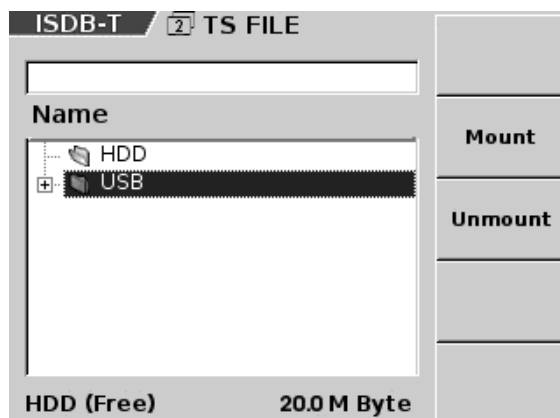 ISDB-T 2 TS FILE
Name
HDD
USB
HDD (Free) 20.0 M Byte
Mount
Unmount